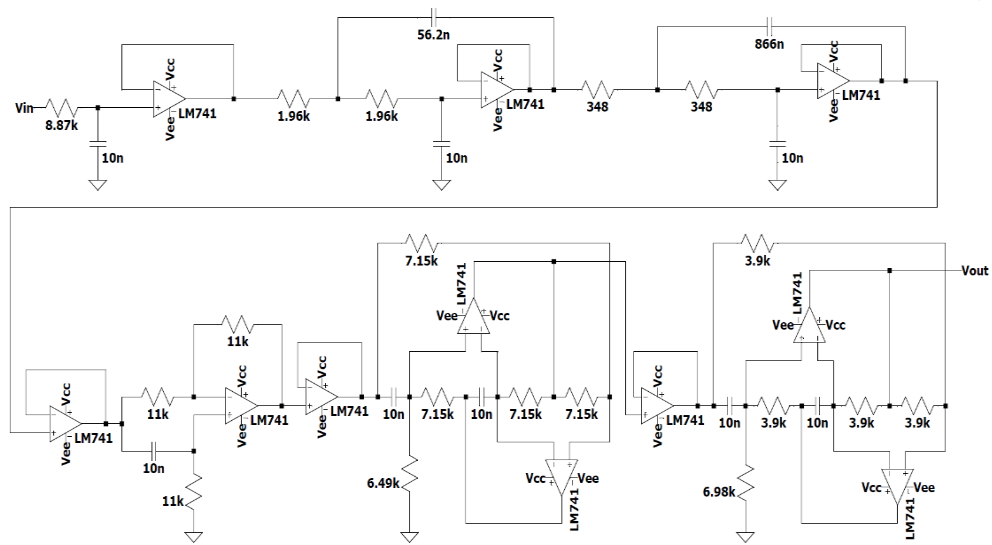 56.2n
866n
Vcc
Vcc
Vcc
Vin
8.87k
LM741
1.96k
1.96k
LM741
348
348
LM741
Vee
Vee
Vee
10n
10n
10n
7.15k
3.9k
LM741
LM741
Vout
Vee
Vcc
Vee
Vcc
11k
Vcc
Vcc
Vcc
Vcc
11k
LM741
LM741
LM741
10n
7.15k
10n
7.15k
7.15k
LM741
10n
3.9k
10n
3.9k
3.9k
Vee
Vee
Vee
Vee
10n
11k
6.49k
Vcc
Vee
LM741
6.98k
Vcc
Vee
LM741